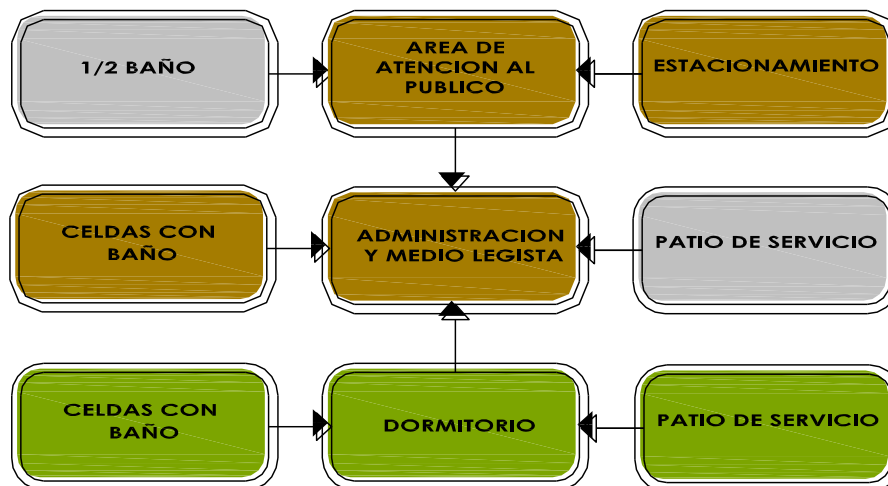 1/2 BAÑO
AREA DE
ATENCION AL
PUBLICO
ESTACIONAMIENTO
CELDAS CON
BAÑO
ADMINISTRACION
Y MEDIO LEGISTA
PATIO DE SERVICIO
CELDAS CON
BAÑO
DORMITORIO
PATIO DE SERVICIO